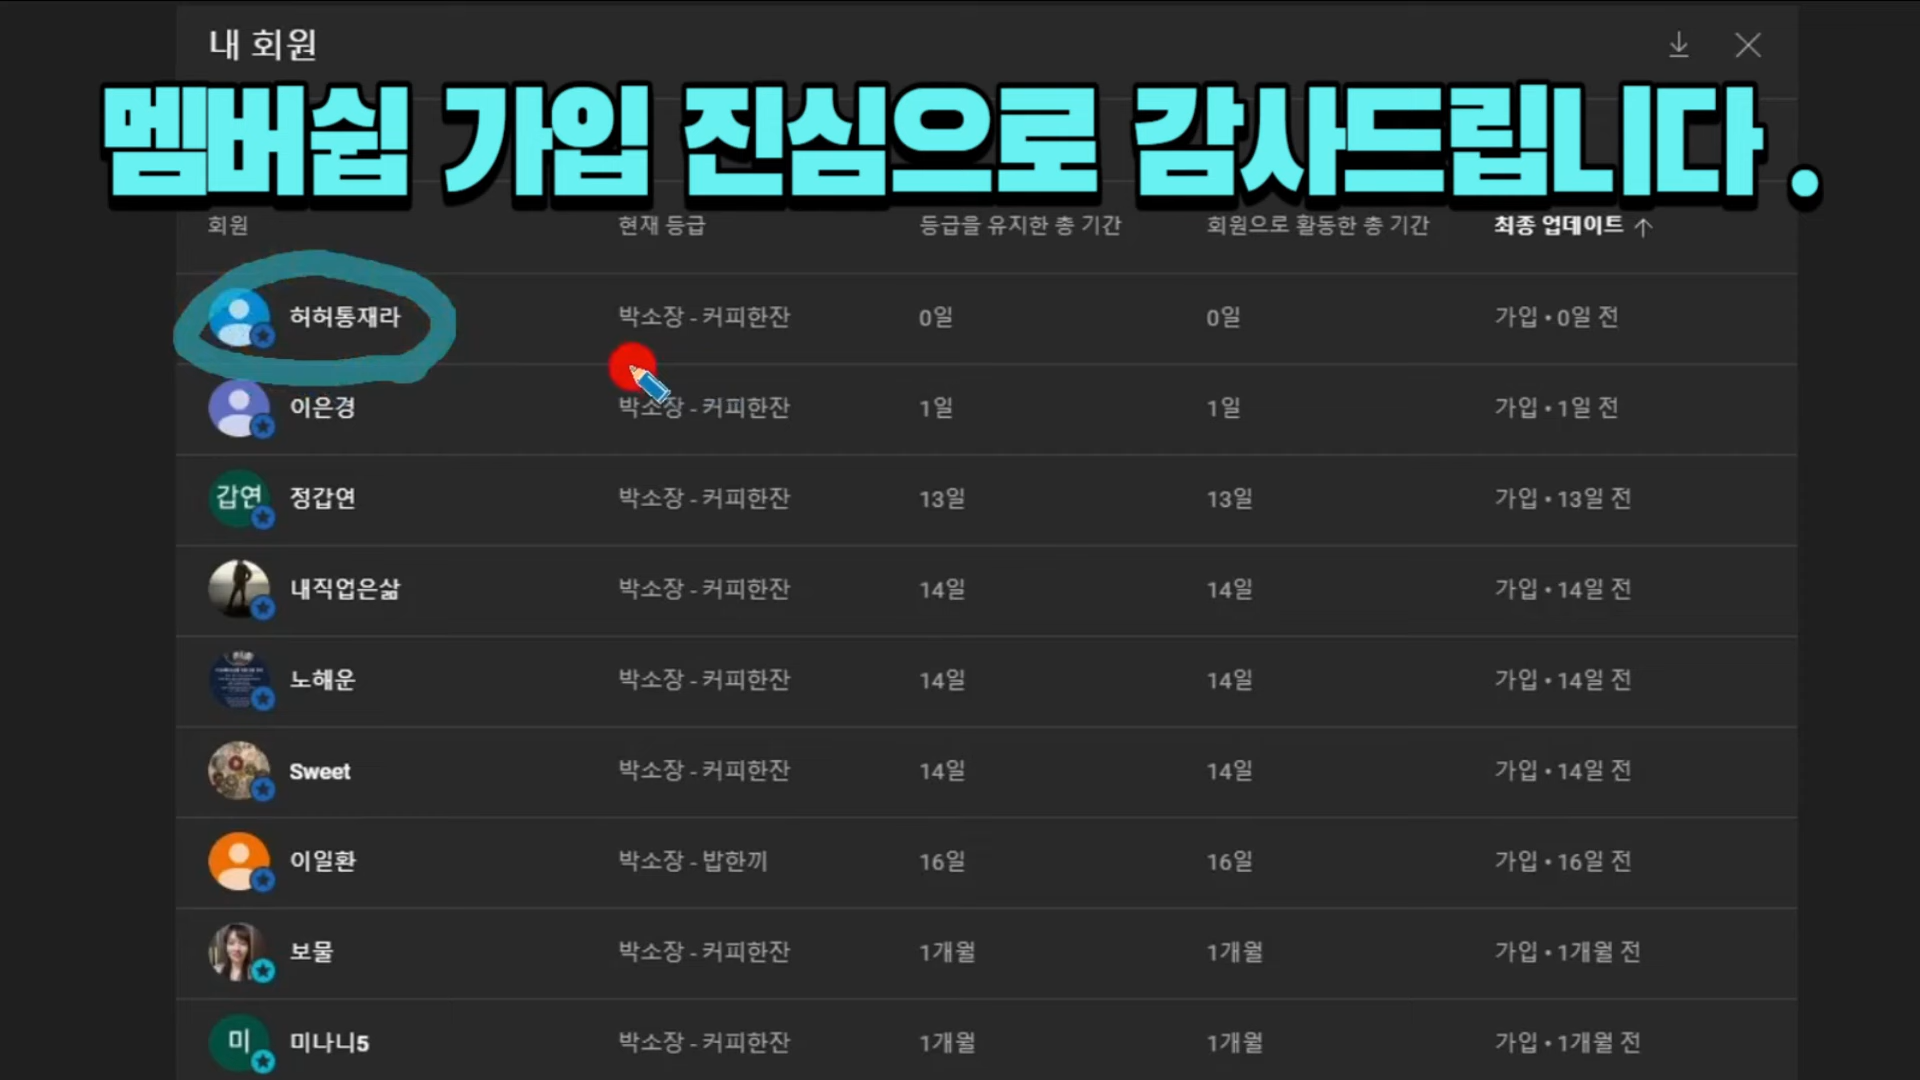 내 회원
멤버쉽 가입 진심으로 감사드립니다.
회원 현재 등급 등급을 유지한 총 기간 회원으로 활동한 총 기간 최종 업데이트 ↑
허허통재라 박소장 - 커피한잔 0일 0일 가입 • 0일 전
이은경 박소장 - 커피한잔 1일 1일 가입 • 1일 전
갑연 정갑연 박소장 - 커피한잔 13일 13일 가입 • 13일 전
내직업은삶 박소장 - 커피한잔 14일 14일 가입 • 14일 전
노해운 박소장 - 커피한잔 14일 14일 가입 • 14일 전
Sweet 박소장 - 커피한잔 14일 14일 가입 • 14일 전
이일환 박소장 - 밥한끼 16일 16일 가입 • 16일 전
보물 박소장 - 커피한잔 1개월 1개월 가입 • 1개월 전
미 미나니5 박소장 - 커피한잔 1개월 1개월 가입 • 1개월 전